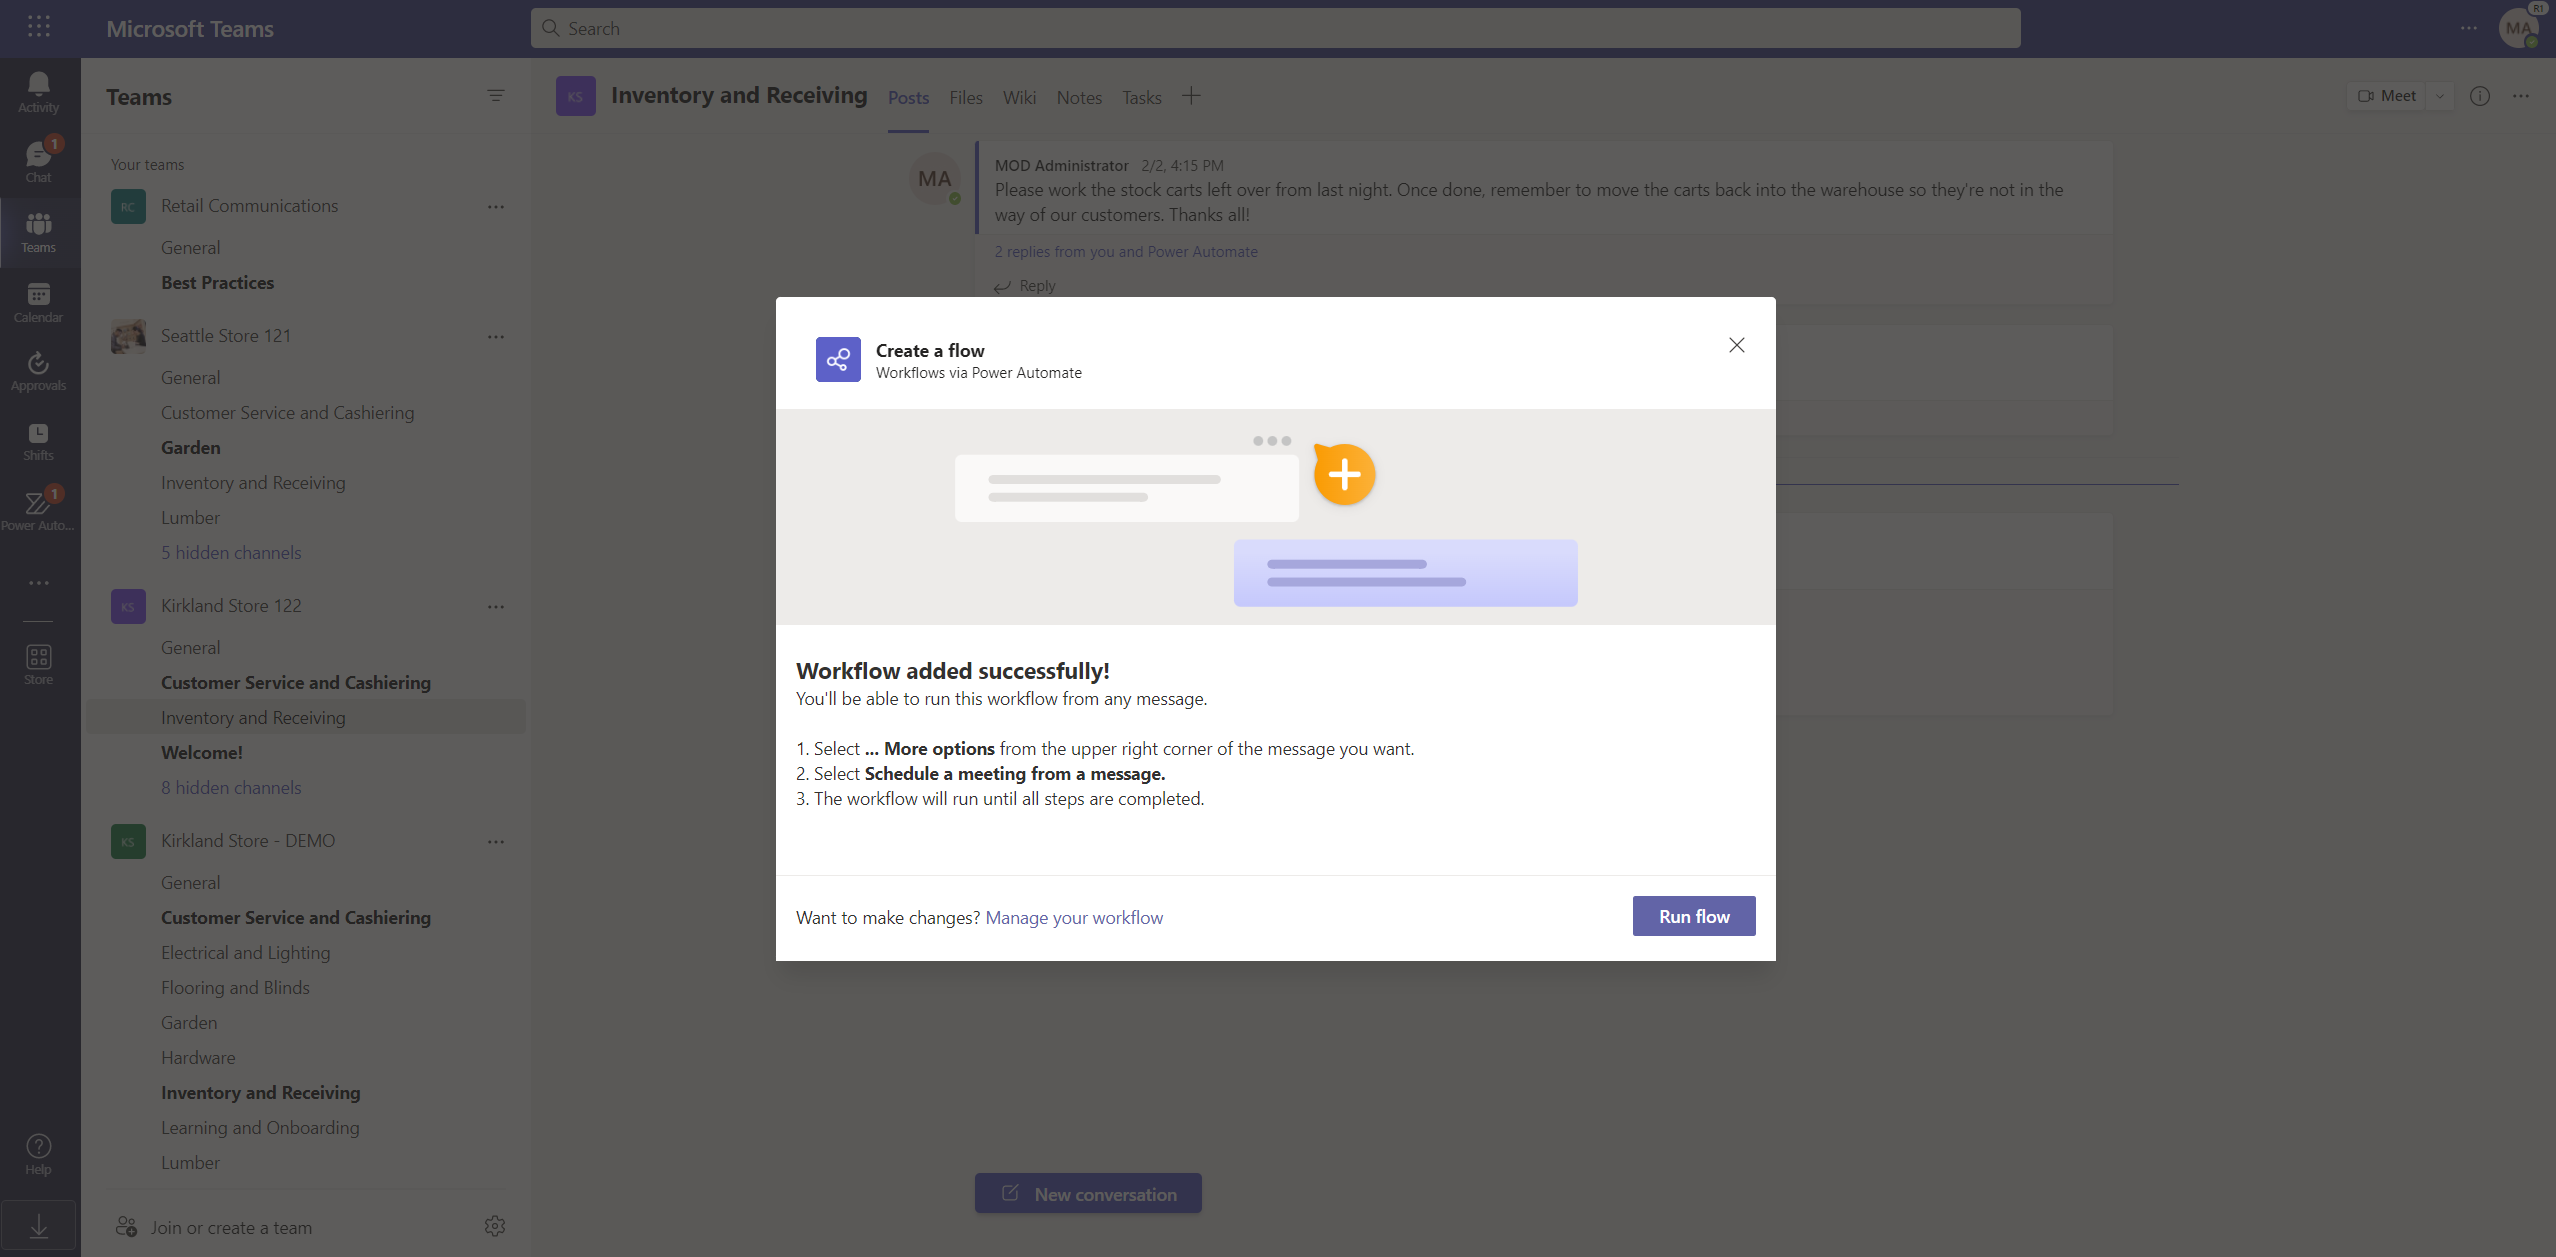 Microsoft Teams
Search
MA
R1
Activity
1
Chat
Teams
Calendar
Approvals
Shifts
1
Power Auto...
Store
Help
Teams
Your teams
RC Retail Communications
General
Best Practices
Seattle Store 121
General
Customer Service and Cashiering
Garden
Inventory and Receiving
Lumber
5 hidden channels
KS Kirkland Store 122
General
Customer Service and Cashiering
Inventory and Receiving
Welcome!
8 hidden channels
KS Kirkland Store - DEMO
General
Customer Service and Cashiering
Electrical and Lighting
Flooring and Blinds
Garden
Hardware
Inventory and Receiving
Learning and Onboarding
Lumber
Join or create a team
KS Inventory and Receiving Posts Files Wiki Notes Tasks
Meet
MA
MOD Administrator 2/2, 4:15 PM
Please work the stock carts left over from last night. Once done, remember to move the carts back into the warehouse so they're not in the
way of our customers. Thanks all!
2 replies from you and Power Automate
Reply
Create a flow
Workflows via Power Automate
Workflow added successfully!
You'll be able to run this workflow from any message.
1. Select ... More options from the upper right corner of the message you want.
2. Select Schedule a meeting from a message.
3. The workflow will run until all steps are completed.
Want to make changes? Manage your workflow
Run flow
New conversation